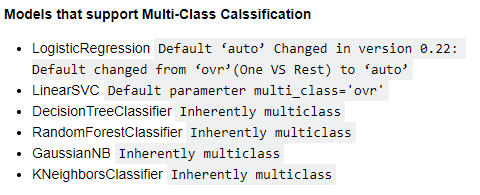 Models that support Multi-Class Calssification
• LogisticRegression Default ‘auto’ Changed in version 0.22:
Default changed from ‘ovr’(One VS Rest) to ‘auto’
• LinearSVC Default paramerter multi_class='ovr'
• DecisionTreeClassifier Inherently multiclass
• RandomForestClassifier Inherently multiclass
• GaussianNB Inherently multiclass
• KNeighborsClassifier Inherently multiclass